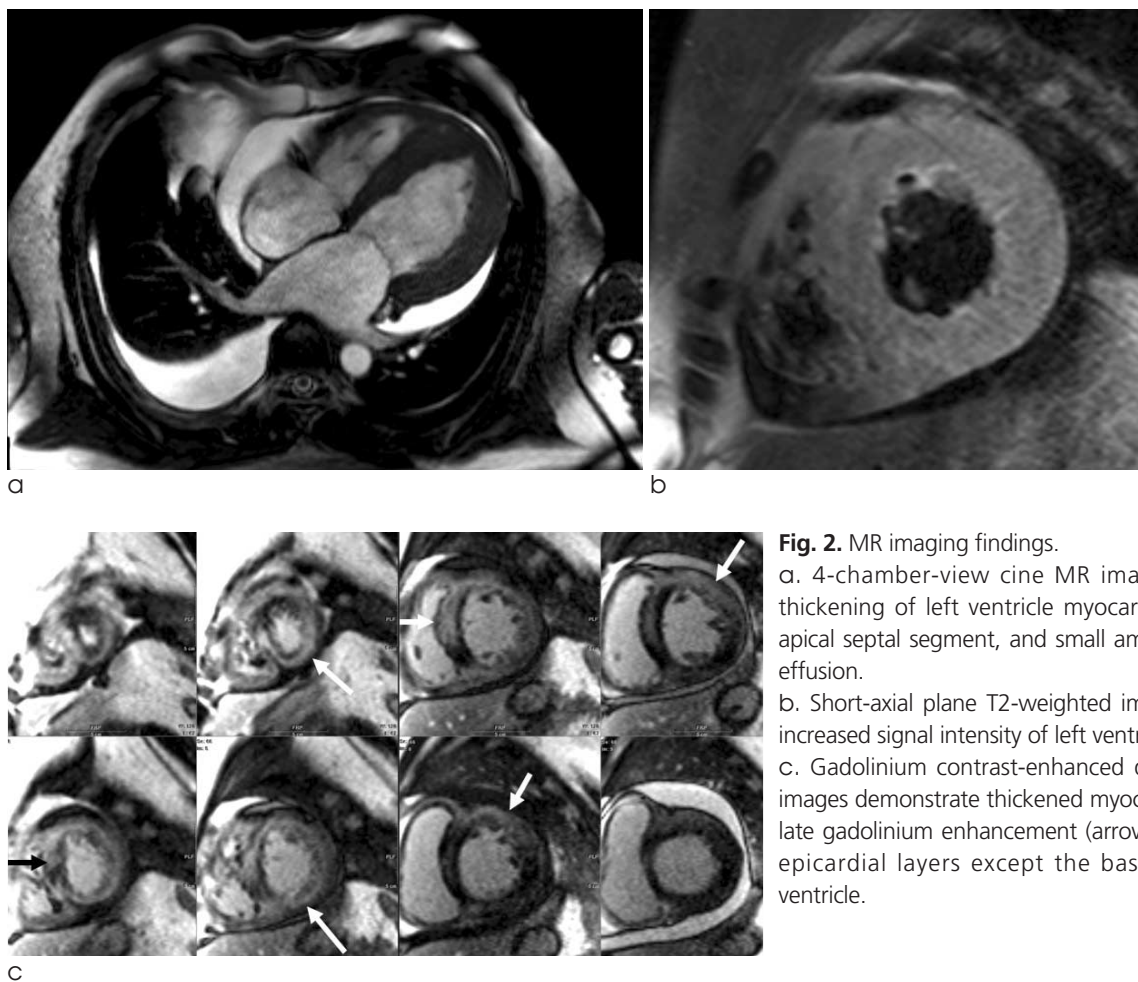 a
b
Fig. 2. MR imaging findings.
a. 4-chamber-view cine MR ima
thickening of left ventricle myocar
apical septal segment, and small an
effusion.
b. Short-axial plane T2-weighted im
increased signal intensity of left ventr
c. Gadolinium contrast-enhanced
images demonstrate thickened myoc
late gadolinium enhancement (arrov
epicardial layers except the bas
ventricle.
c